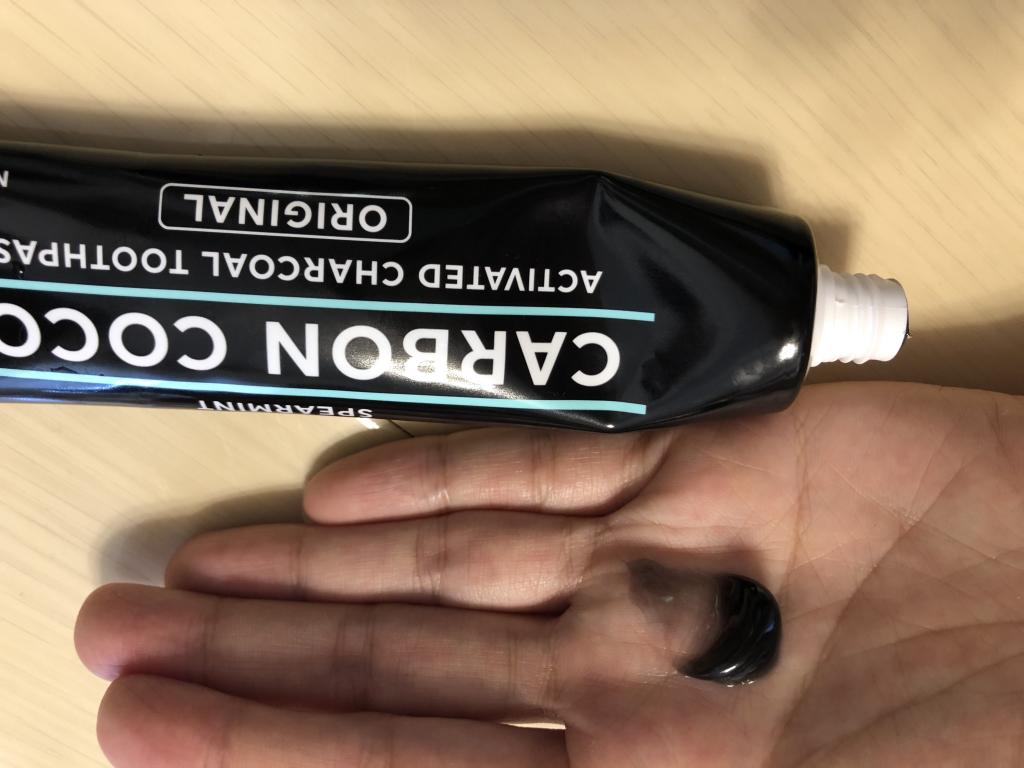 SPEARMINT
CARBON COCO
ACTIVATED CHARCOAL TOOTHPAS
ORIGINAL